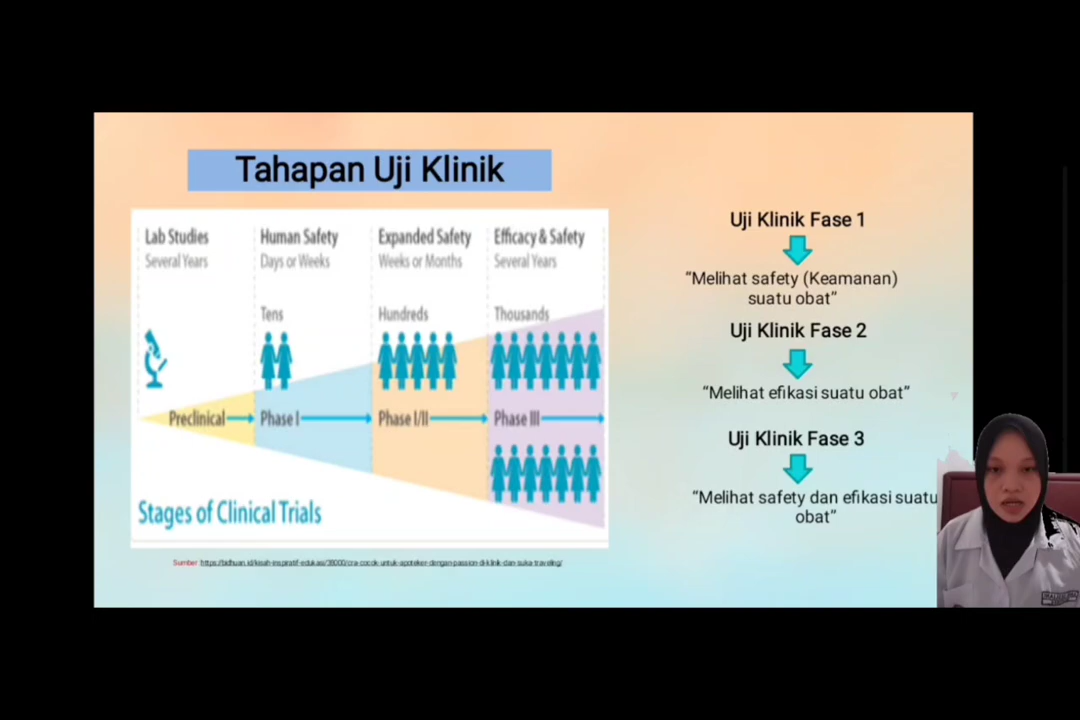 Tahapan Uji Klinik
Lab Studies
Several Years
Human Safety
Days or Weeks
Expanded Safety
Weeks or Months
Efficacy & Safety
Several Years
Tens
Hundreds
Thousands
Preclinical
Phase I
Phase I/II
Phase III
Stages of Clinical Trials
Sumber
Uji Klinik Fase 1
“Melihat safety (Keamanan)
suatu obat”
Uji Klinik Fase 2
“Melihat efikasi suatu obat”
Uji Klinik Fase 3
“Melihat safety dan efikasi suatu
obat”